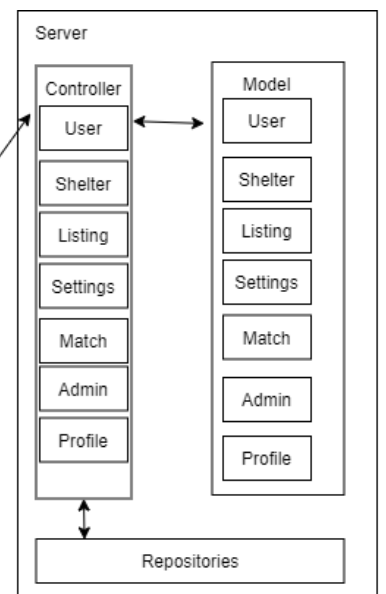 Server
Controller
User
Shelter
Listing
Settings
Match
Admin
Profile
Model
User
Shelter
Listing
Settings
Match
Admin
Profile
Repositories